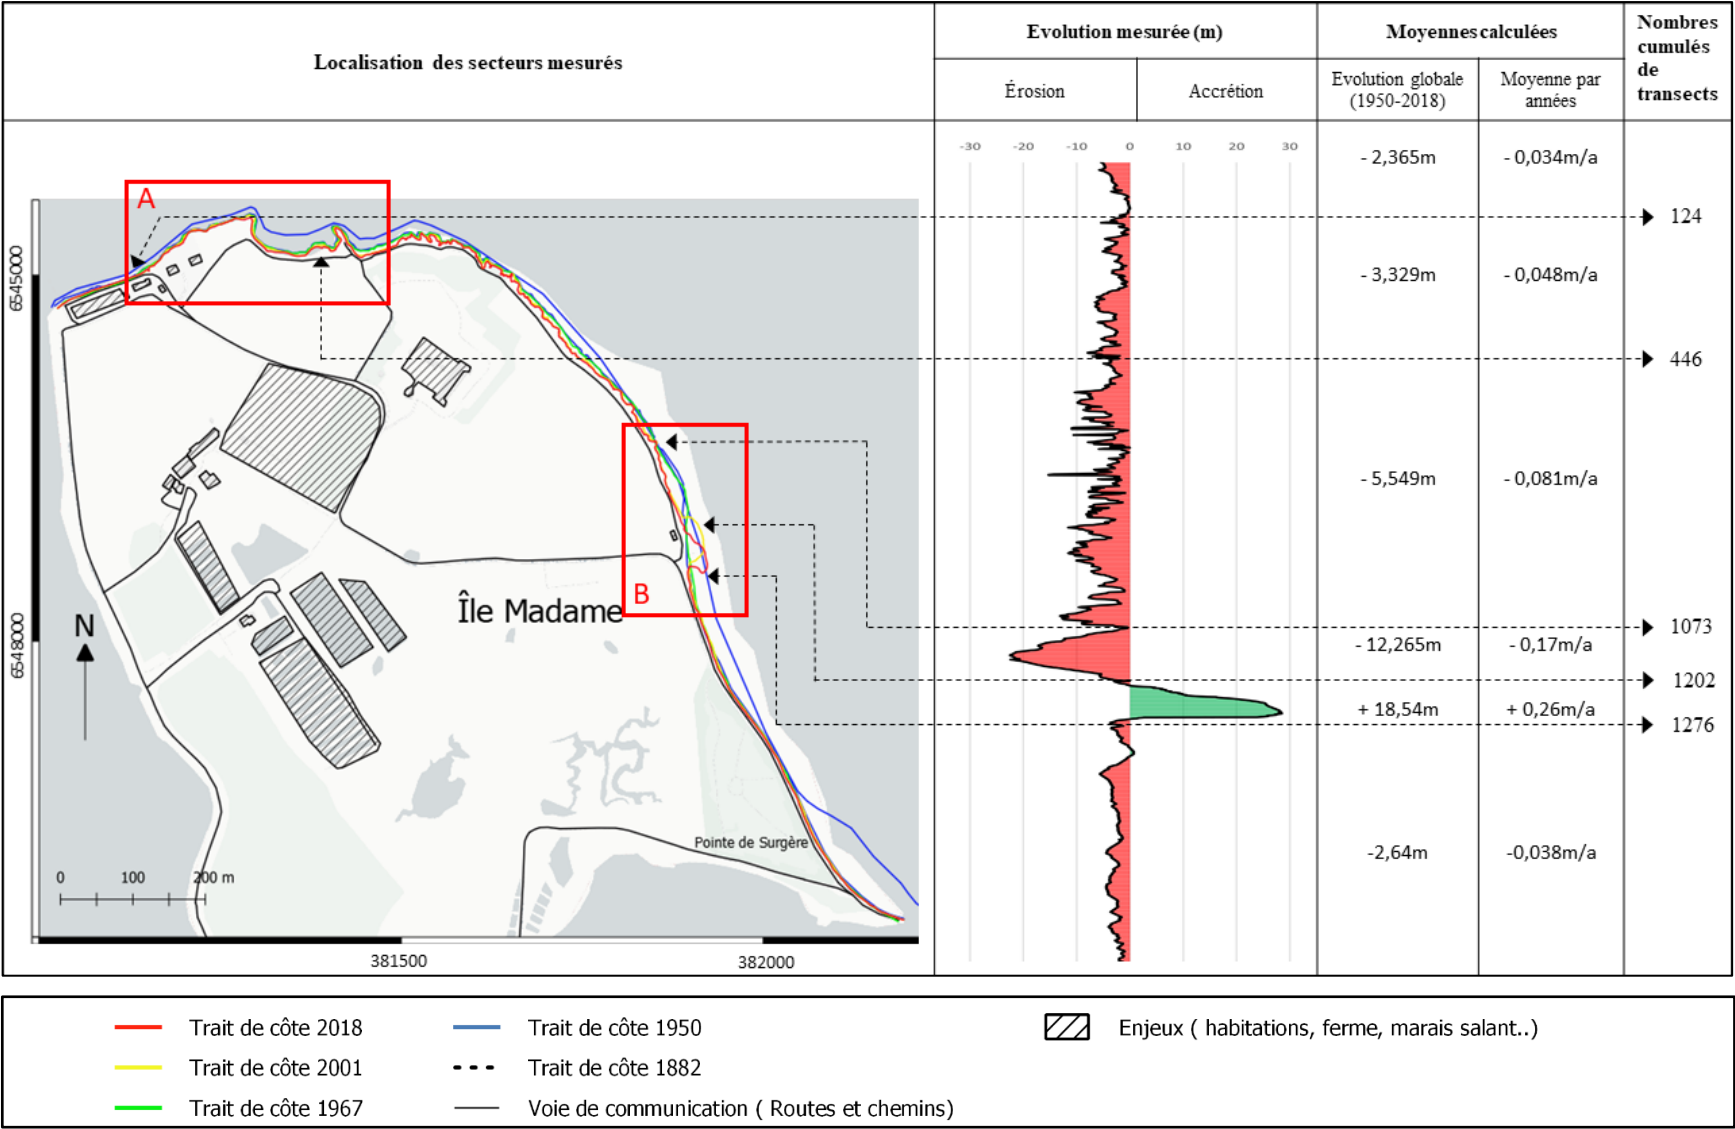 Localisation des secteurs mesurés
Evolution mesurée (m)
Moyennes calculées
Nombres
cumulés
de
transects
Érosion
Accrétion
Evolution globale
(1950-2018)
Moyenne par
années
-30 -20 -10 0 10 20 30
- 2,365m
- 0,034m/a
124
- 3,329m
- 0,048m/a
446
- 5,549m
- 0,081m/a
1073
- 12,265m
- 0,17m/a
1202
+ 18,54m
+ 0,26m/a
1276
-2,64m
-0,038m/a
A
B
6545000
6548000
N
Île Madame
Pointe de Surgère
0 100 200 m
381500
382000
Trait de côte 2018
Trait de côte 1950
Enjeux ( habitations, ferme, marais salant..)
Trait de côte 2001
Trait de côte 1882
Trait de côte 1967
Voie de communication ( Routes et chemins)